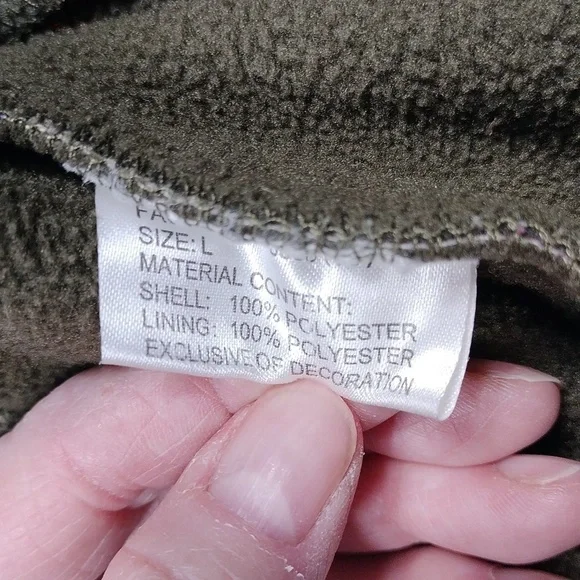 SIZE: L
MATERIAL CONTENT:
SHELL: 100% POLYESTER
LINING: 100% POLYESTER
EXCLUSIVE OF DECORATION